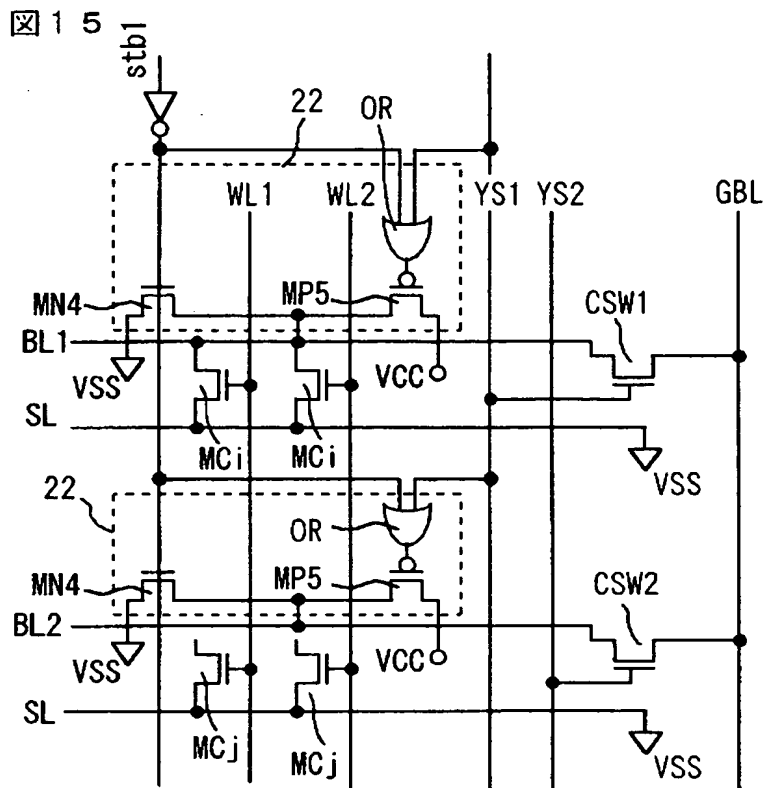 図１５
stb1
22
OR
WL1
WL2
YS1
YS2
GBL
MN4
MP5
CSW1
BL1
VSS
VCC
SL
MCi
MCi
VSS
22
OR
MN4
MP5
CSW2
BL2
VSS
VCC
SL
MCj
MCj
VSS